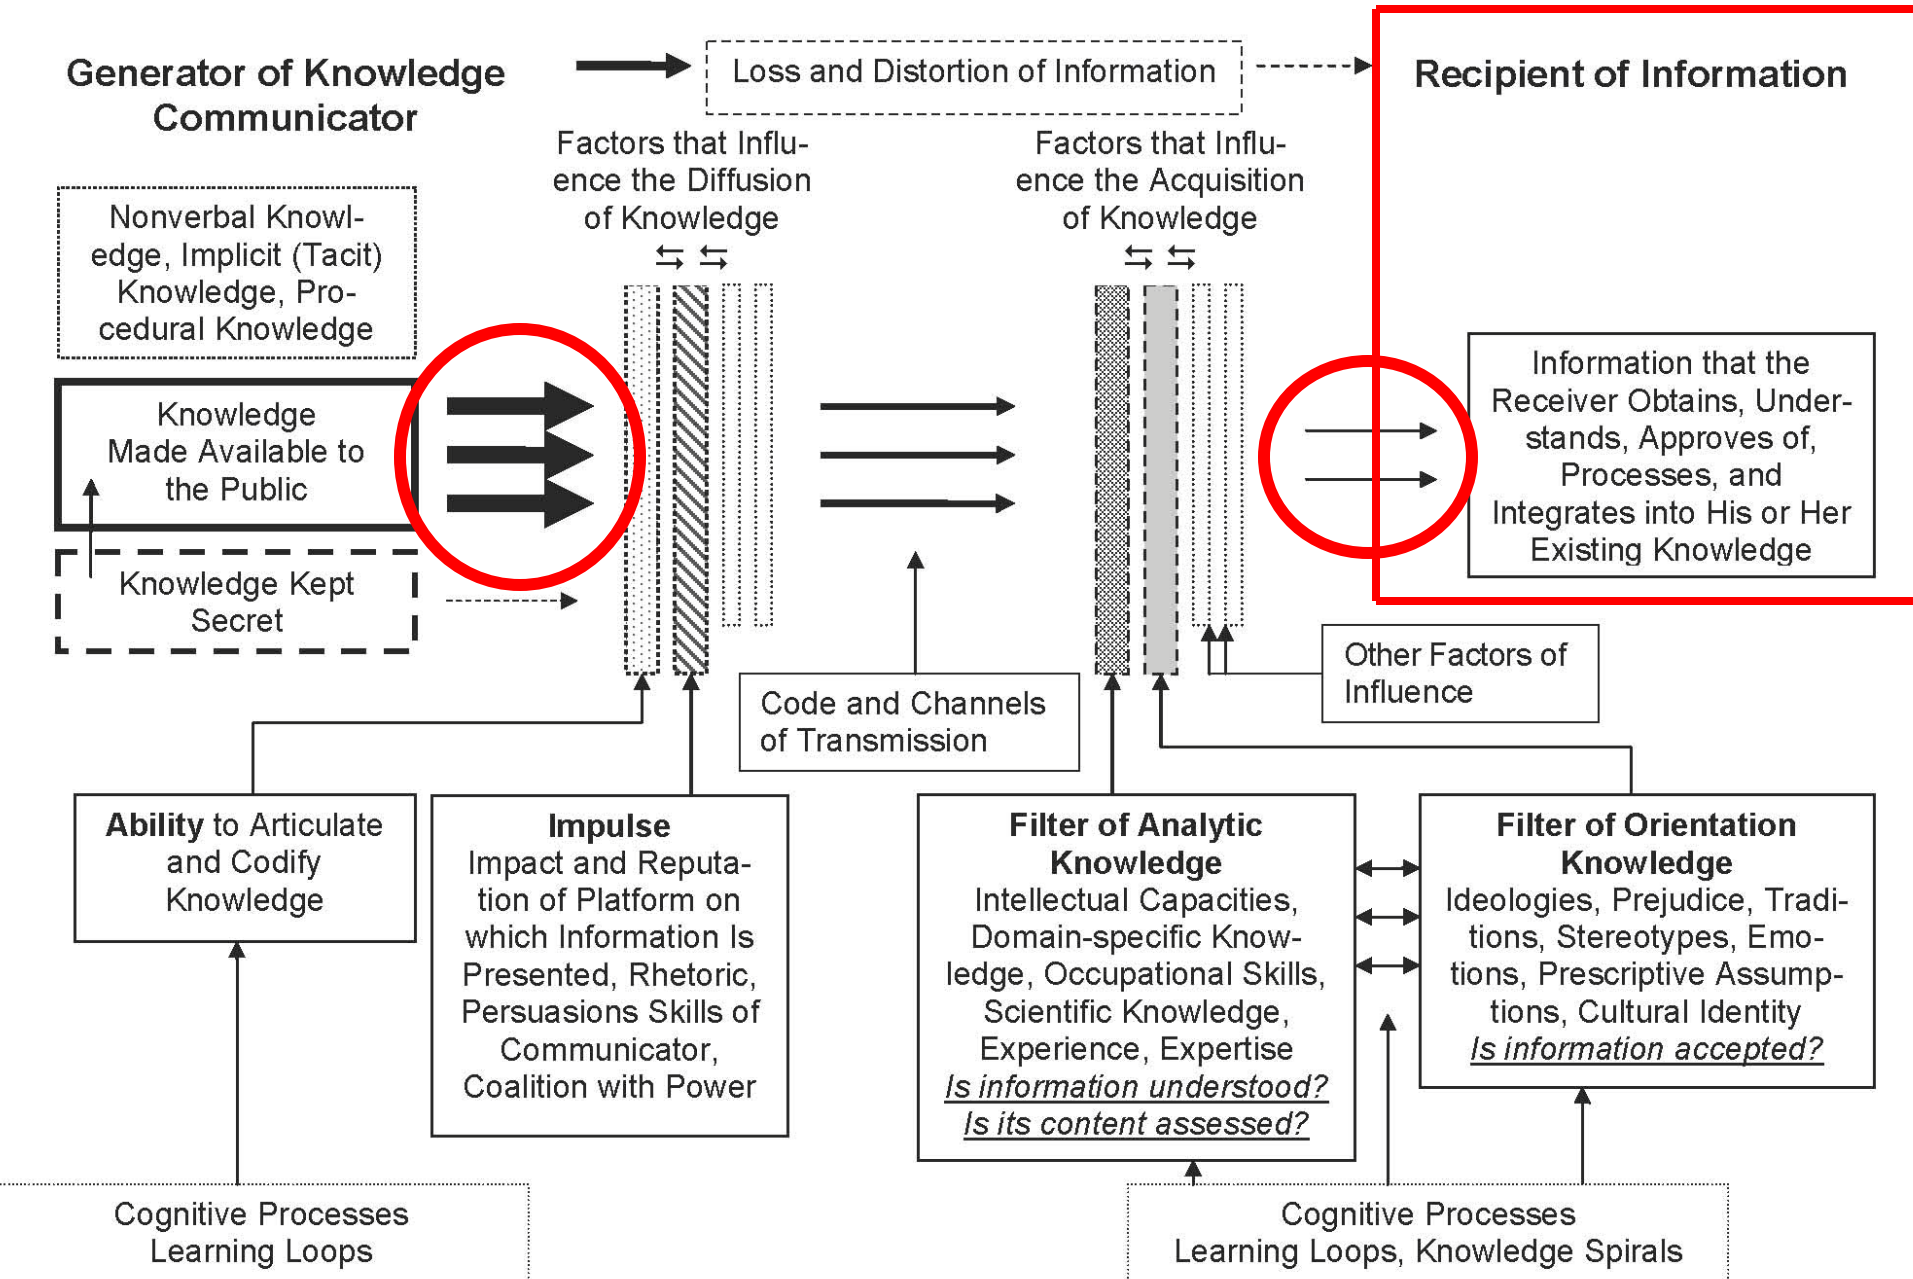 Generator of Knowledge
Communicator
Loss and Distortion of Information
Recipient of Information
Factors that Influ-
ence the Diffusion
of Knowledge
Factors that Influ-
ence the Acquisition
of Knowledge
Nonverbal Knowl-
edge, Implicit (Tacit)
Knowledge, Pro-
cedural Knowledge
Knowledge
Made Available to
the Public
Knowledge Kept
Secret
Information that the
Receiver Obtains, Under-
stands, Approves of,
Processes, and
Integrates into His or Her
Existing Knowledge
Other Factors of
Influence
Code and Channels
of Transmission
Ability to Articulate
and Codify
Knowledge
Impulse
Impact and Reputa-
tion of Platform on
which Information Is
Presented, Rhetoric,
Persuasions Skills of
Communicator,
Coalition with Power
Filter of Analytic
Knowledge
Intellectual Capacities,
Domain-specific Know-
ledge, Occupational Skills,
Scientific Knowledge,
Experience, Expertise
Is information understood?
Is its content assessed?
Filter of Orientation
Knowledge
Ideologies, Prejudice, Tradi-
tions, Stereotypes, Emo-
tions, Prescriptive Assump-
tions, Cultural Identity
Is information accepted?
Cognitive Processes
Learning Loops
Cognitive Processes
Learning Loops, Knowledge Spirals